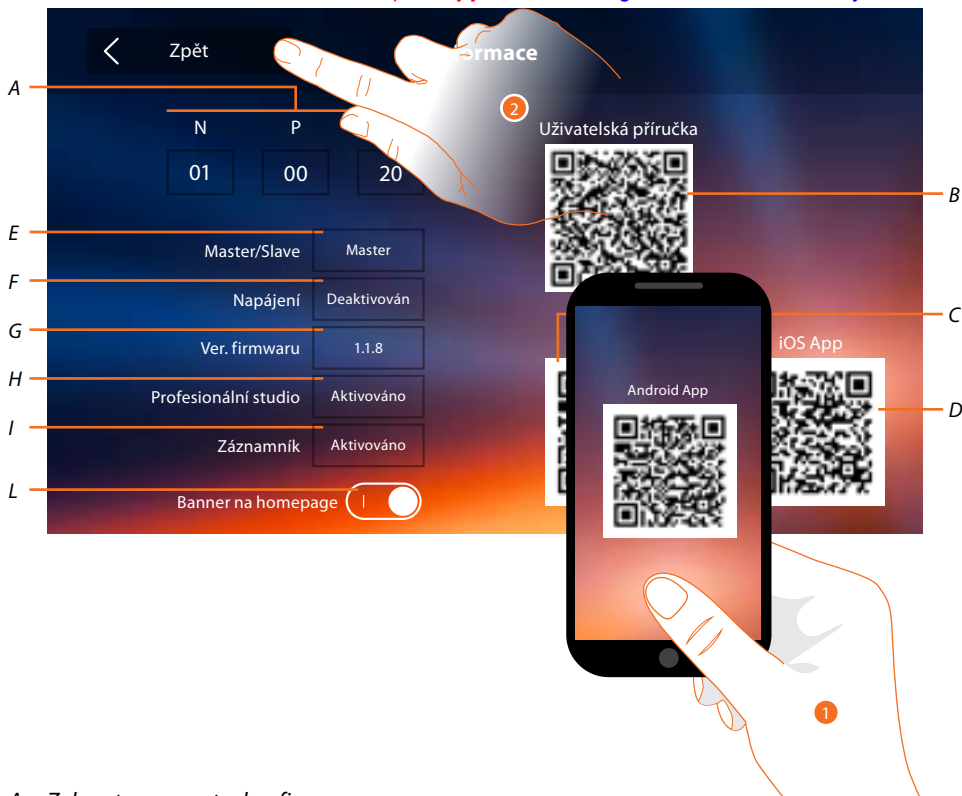 Zpět
rmace
A
2
N P
Uživatelská příručka
01 00 20
B
E
Master/Slave Master
F
Napájení Deaktivován
C
G
Ver. firmwaru 1.1.8
iOS App
H
Profesionální studio Aktivováno
Android App
D
I
Záznamník Aktivováno
L
Banner na homepage
1